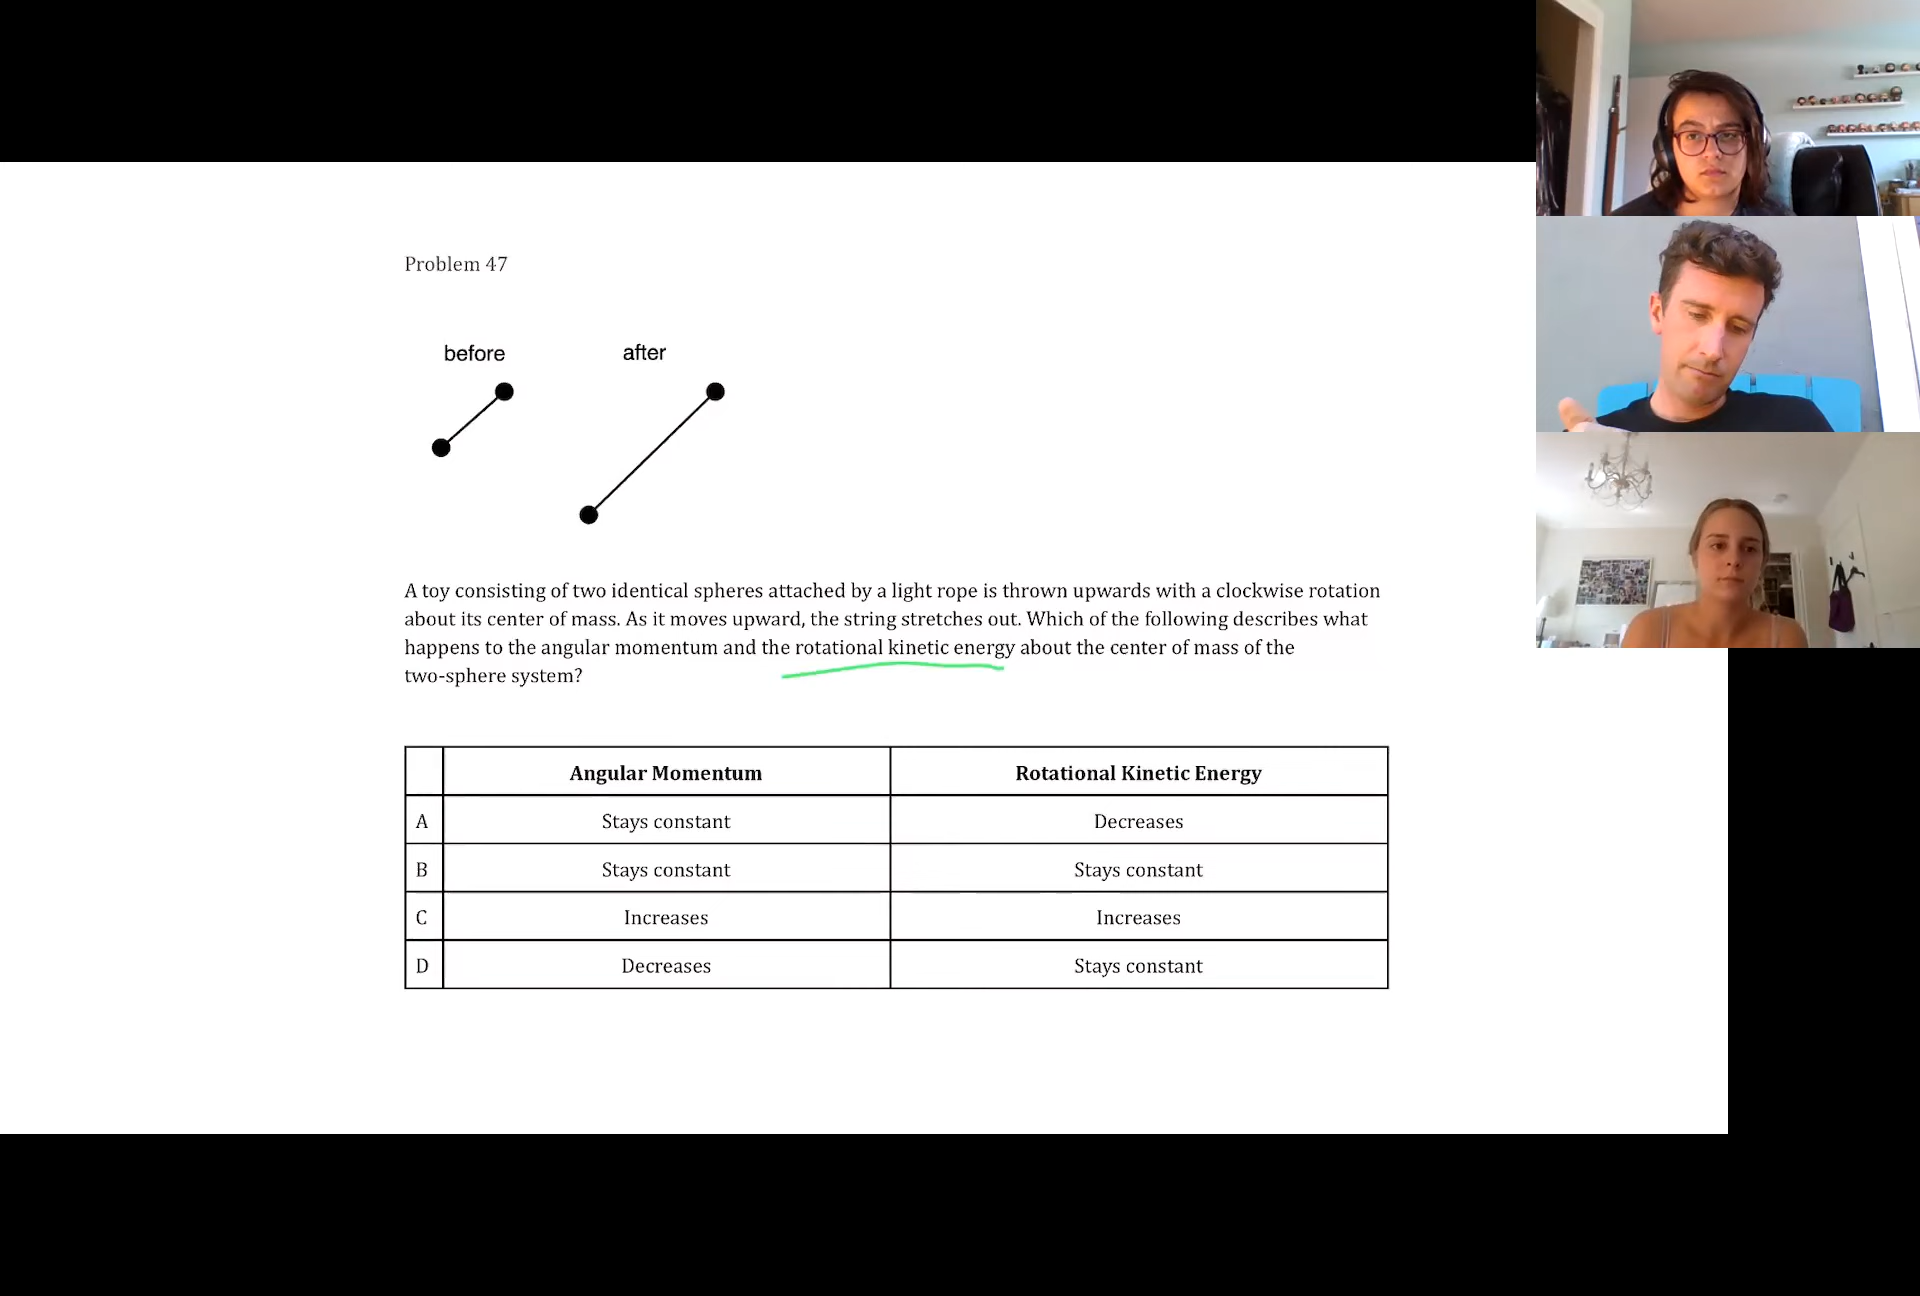 Problem 47
before
after
A toy consisting of two identical spheres attached by a light rope is thrown upwards with a clockwise rotation
about its center of mass. As it moves upward, the string stretches out. Which of the following describes what
happens to the angular momentum and the rotational kinetic energy about the center of mass of the
two-sphere system?
Angular Momentum Rotational Kinetic Energy
A Stays constant Decreases
B Stays constant Stays constant
C Increases Increases
D Decreases Stays constant